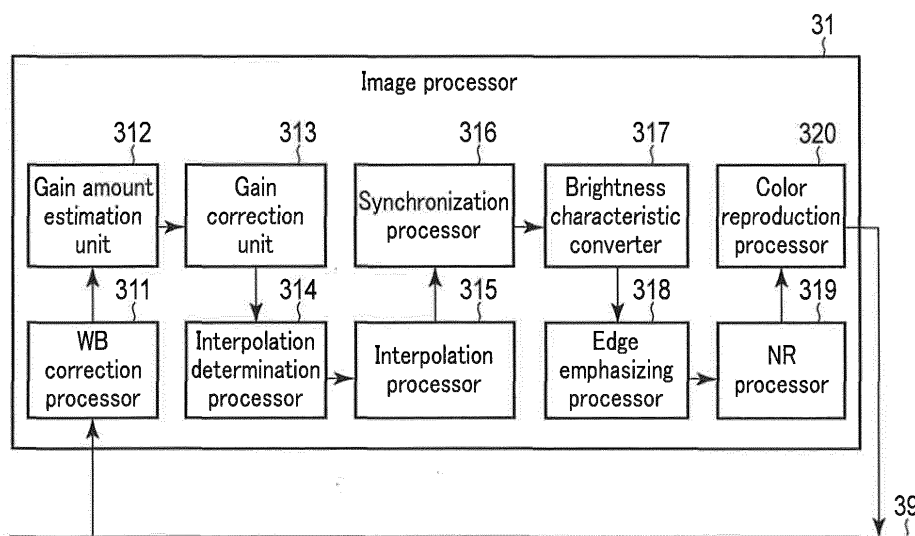 31
Image processor
312
313
316
317
320
Gain amount
estimation
unit
Gain
correction
unit
Synchronization
processor
Brightness
characteristic
converter
Color
reproduction
processor
311
314
315
318
319
WB
correction
processor
Interpolation
determination
processor
Interpolation
processor
Edge
emphasizing
processor
NR
processor
39